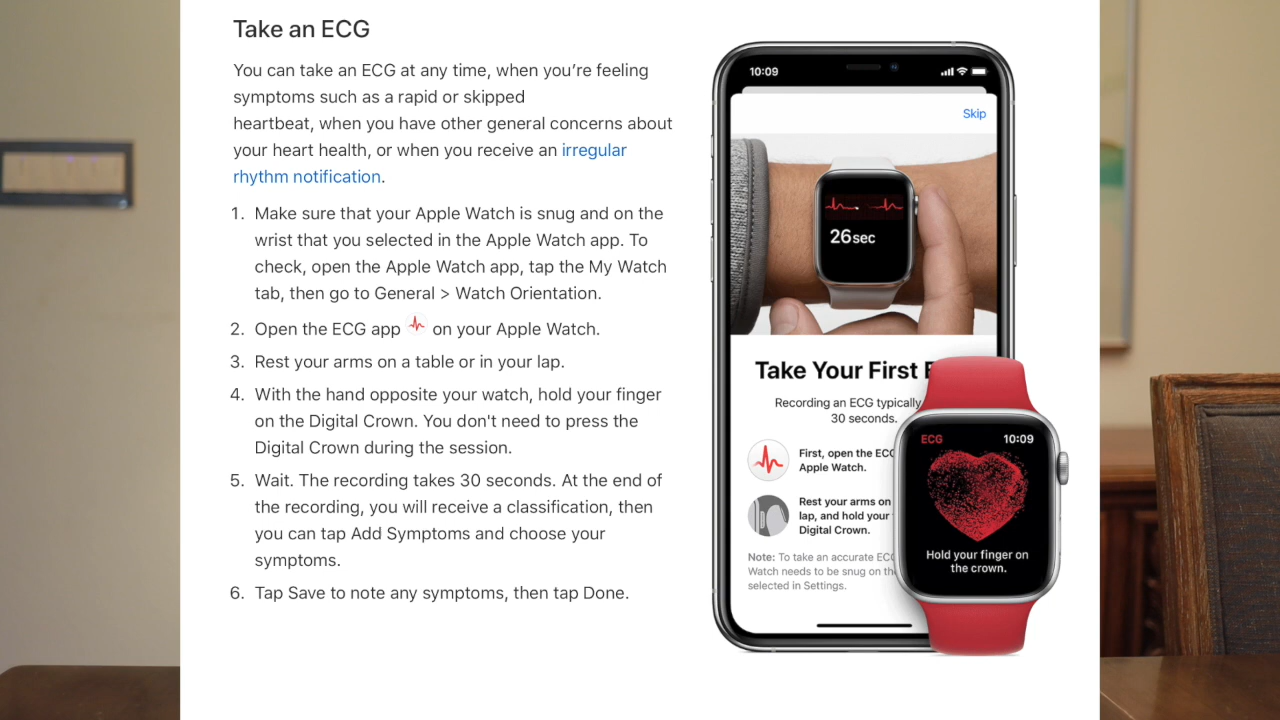 Take an ECG
You can take an ECG at any time, when you’re feeling
symptoms such as a rapid or skipped
heartbeat, when you have other general concerns about
your heart health, or when you receive an irregular
rhythm notification.
1. Make sure that your Apple Watch is snug and on the
wrist that you selected in the Apple Watch app. To
check, open the Apple Watch app, tap the My Watch
tab, then go to General > Watch Orientation.
2. Open the ECG app on your Apple Watch.
3. Rest your arms on a table or in your lap.
4. With the hand opposite your watch, hold your finger
on the Digital Crown. You don't need to press the
Digital Crown during the session.
5. Wait. The recording takes 30 seconds. At the end of
the recording, you will receive a classification, then
you can tap Add Symptoms and choose your
symptoms.
6. Tap Save to note any symptoms, then tap Done.
10:09
Skip
26sec
Take Your First
Recording an ECG typically
30 seconds.
First, open the ECG
Apple Watch.
Rest your arms on
lap, and hold your
Digital Crown.
Note: To take an accurate ECG
Watch needs to be snug on the
selected in Settings.
ECG 10:09
Hold your finger on
the crown.